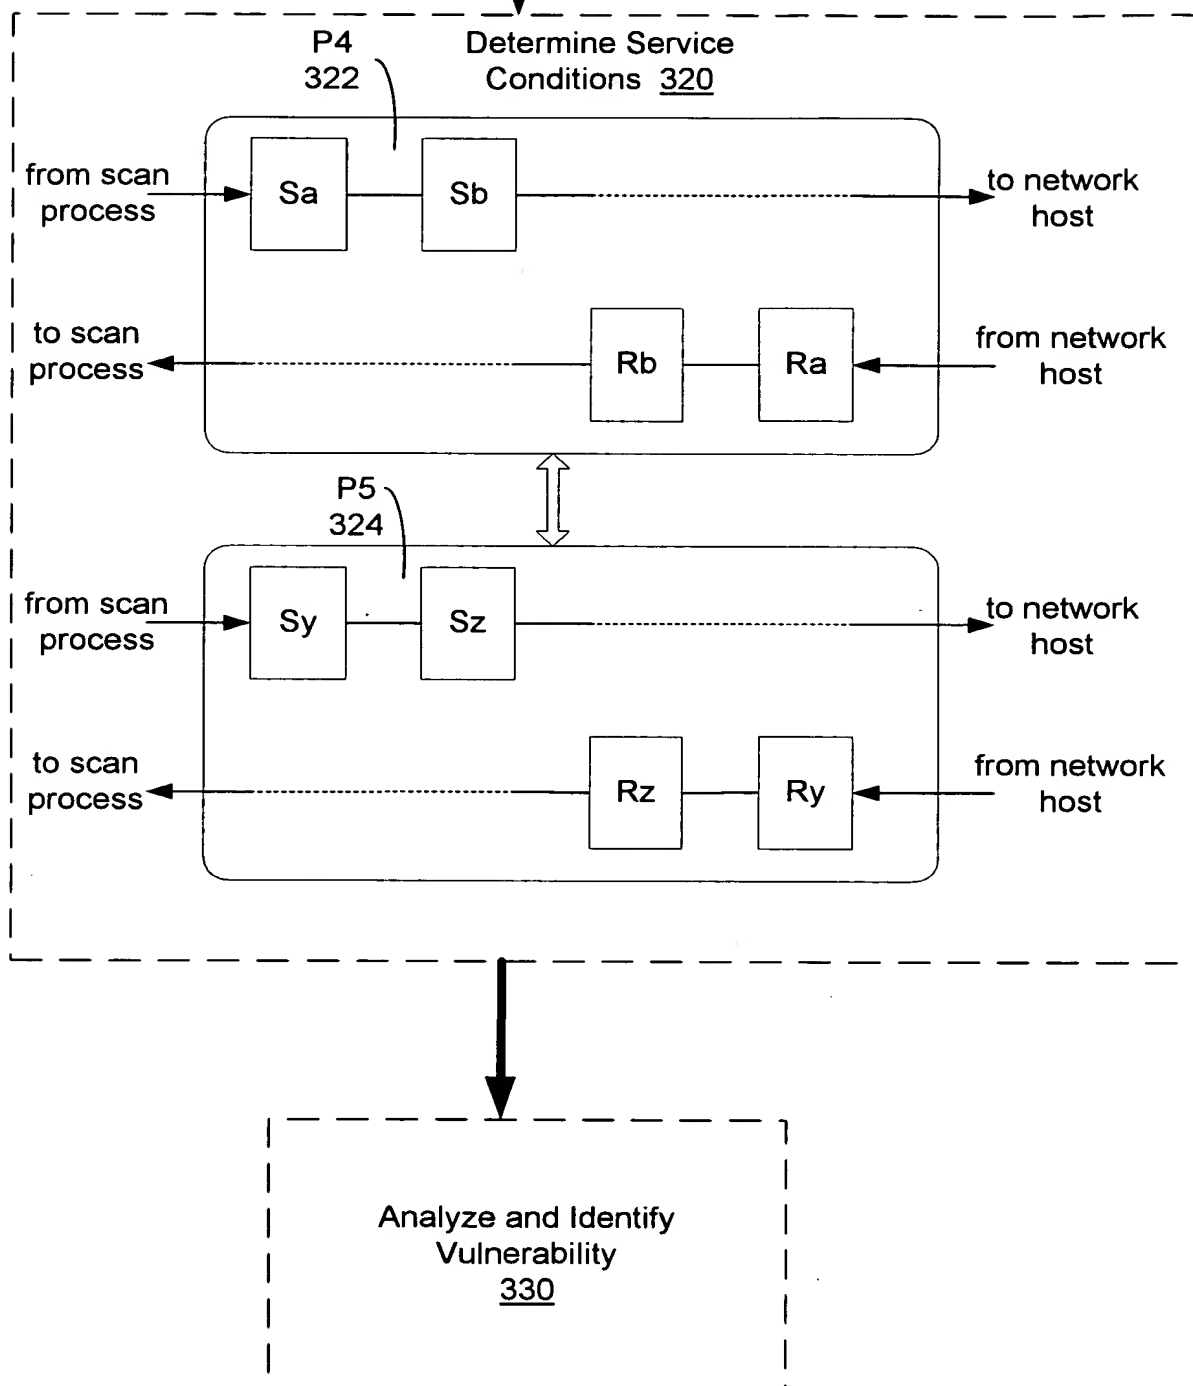 P4
322
Determine Service
Conditions 320
from scan
process
Sa
Sb
to network
host
to scan
process
Rb
Ra
from network
host
P5
324
from scan
process
Sy
Sz
to network
host
to scan
process
Rz
Ry
from network
host
Analyze and Identify
Vulnerability
330